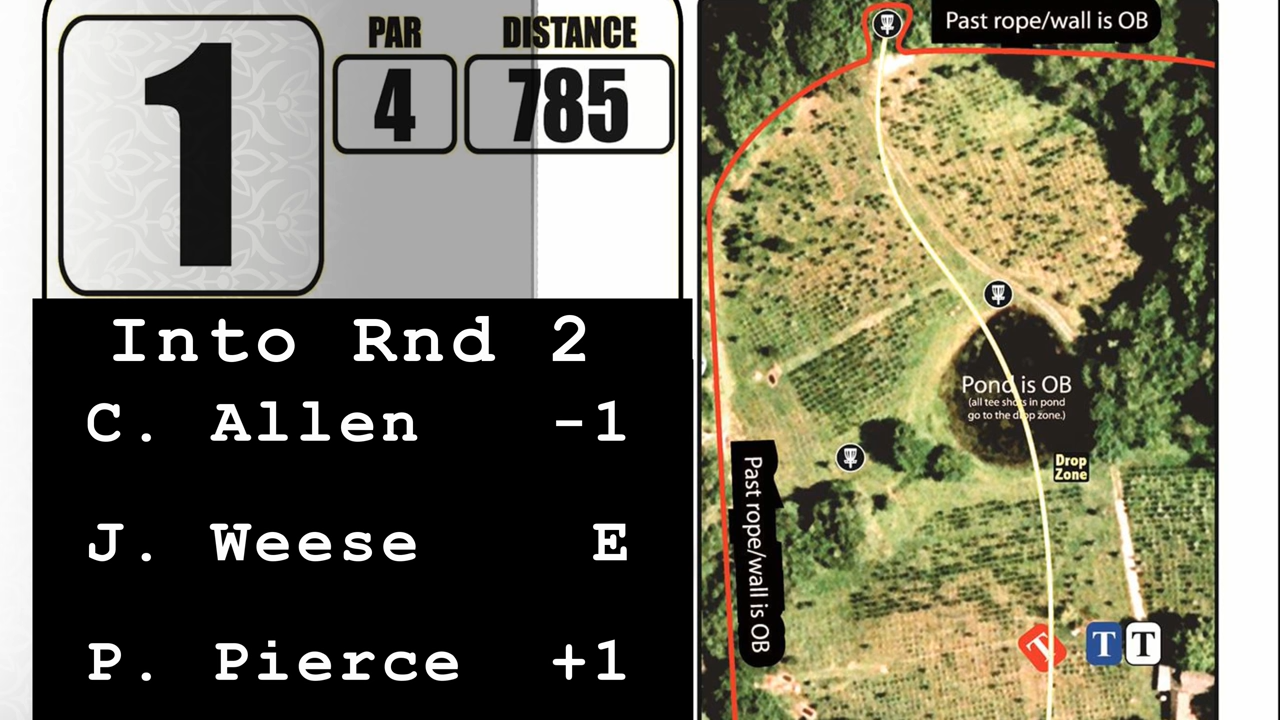 1
PAR
4
DISTANCE
785
Into Rnd 2
C. Allen -1
J. Weese E
P. Pierce +1
Past rope/wall is OB
Pond is OB
(all tee shots in pond
go to the drop zone.)
Drop
Zone
Past rope/wall is OB
T
T
T